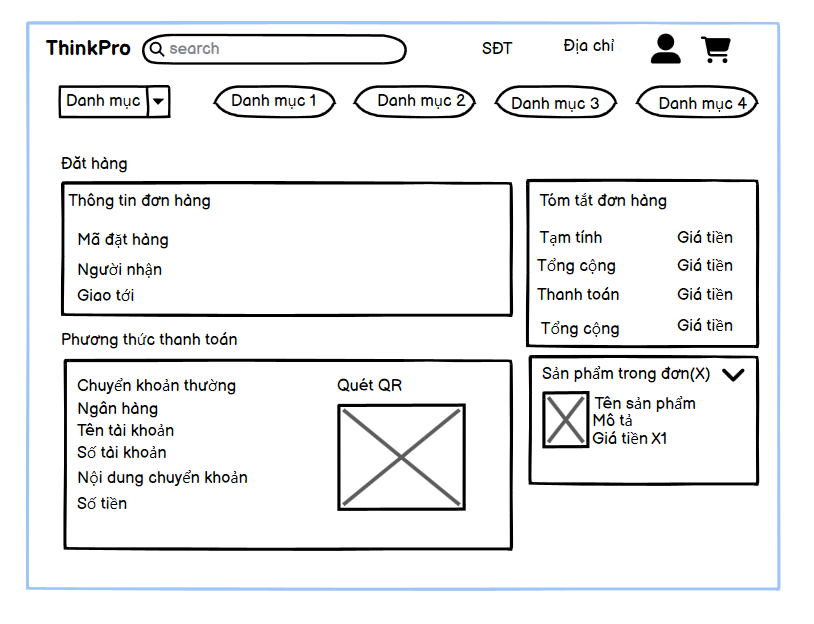 ThinkPro
search
SĐT
Địa chỉ
Danh mục
Danh mục 1
Danh mục 2
Danh mục 3
Danh mục 4
Đăt hàng
Thông tin đơn hàng
Mã đặt hàng
Người nhận
Giao tới
Tóm tắt đơn hàng
Tạm tính Giá tiền
Tổng cộng Giá tiền
Thanh toán Giá tiền
Tổng cộng Giá tiền
Phương thức thanh toán
Chuyển khoản thường
Ngân hàng
Tên tài khoản
Số tài khoản
Nội dung chuyển khoản
Số tiền
Quét QR
Sản phẩm trong đơn(X)
Tên sản phẩm
Mô tả
Giá tiền X1